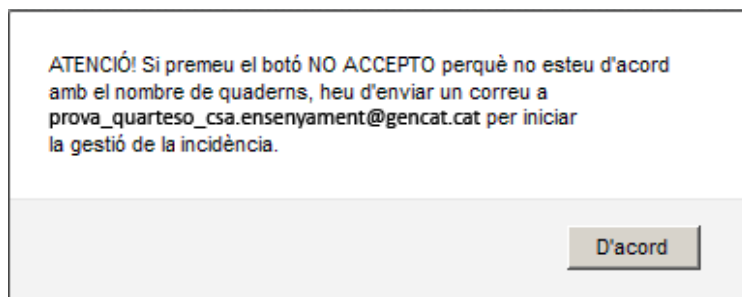 ATENCIÓ! Si premeu el botó NO ACCEPTO perquè no esteu d'acord
amb el nombre de quaderns, heu d'enviar un correu a
prova_quarteso_csa.ensenyament@gencat.cat per iniciar
la gestió de la incidència.
D'acord